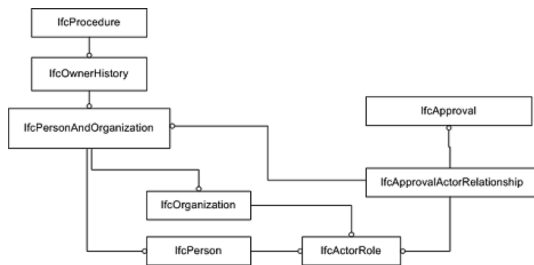 IfcProcedure
IfcOwnerHistory
IfcPersonAndOrganization
IfcApproval
IfcApprovalActorRelationship
IfcOrganization
IfcPerson
IfcActorRole